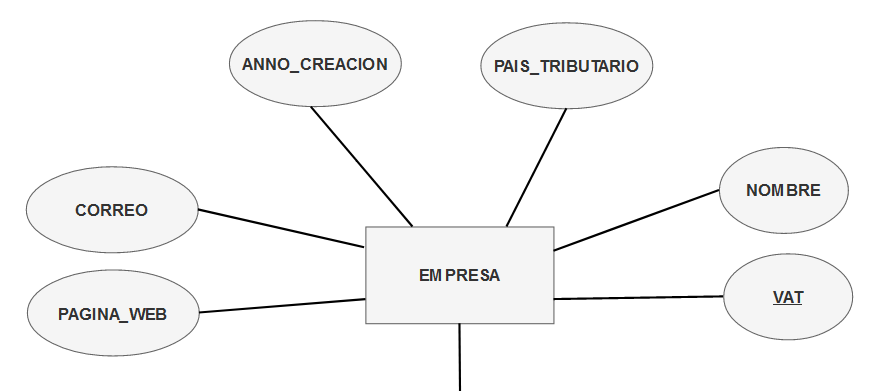 ANNO_CREACION
PAIS_TRIBUTARIO
NOMBRE
CORREO
EMPRESA
VAT
PAGINA_WEB